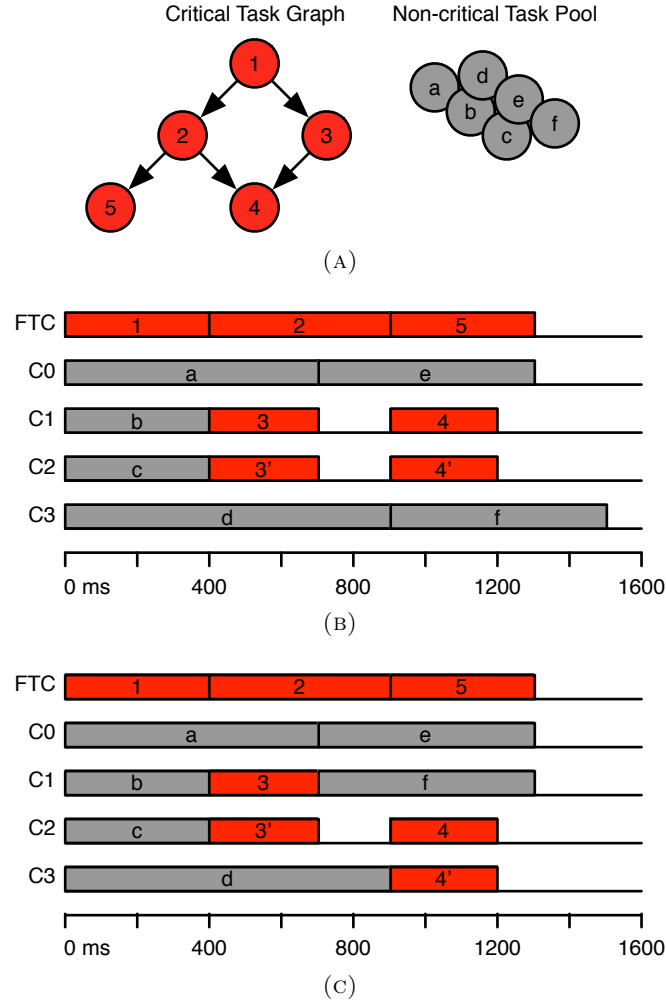 Critical Task Graph Non-critical Task Pool
1
2 3
5 4
a d b e c f
(A)
FTC 1 2 5
C0 a e
C1 b 3 4
C2 c 3' 4'
C3 d f
0 ms 400 800 1200 1600
(B)
FTC 1 2 5
C0 a e
C1 b 3 f
C2 c 3' 4
C3 d 4'
0 ms 400 800 1200 1600
(C)